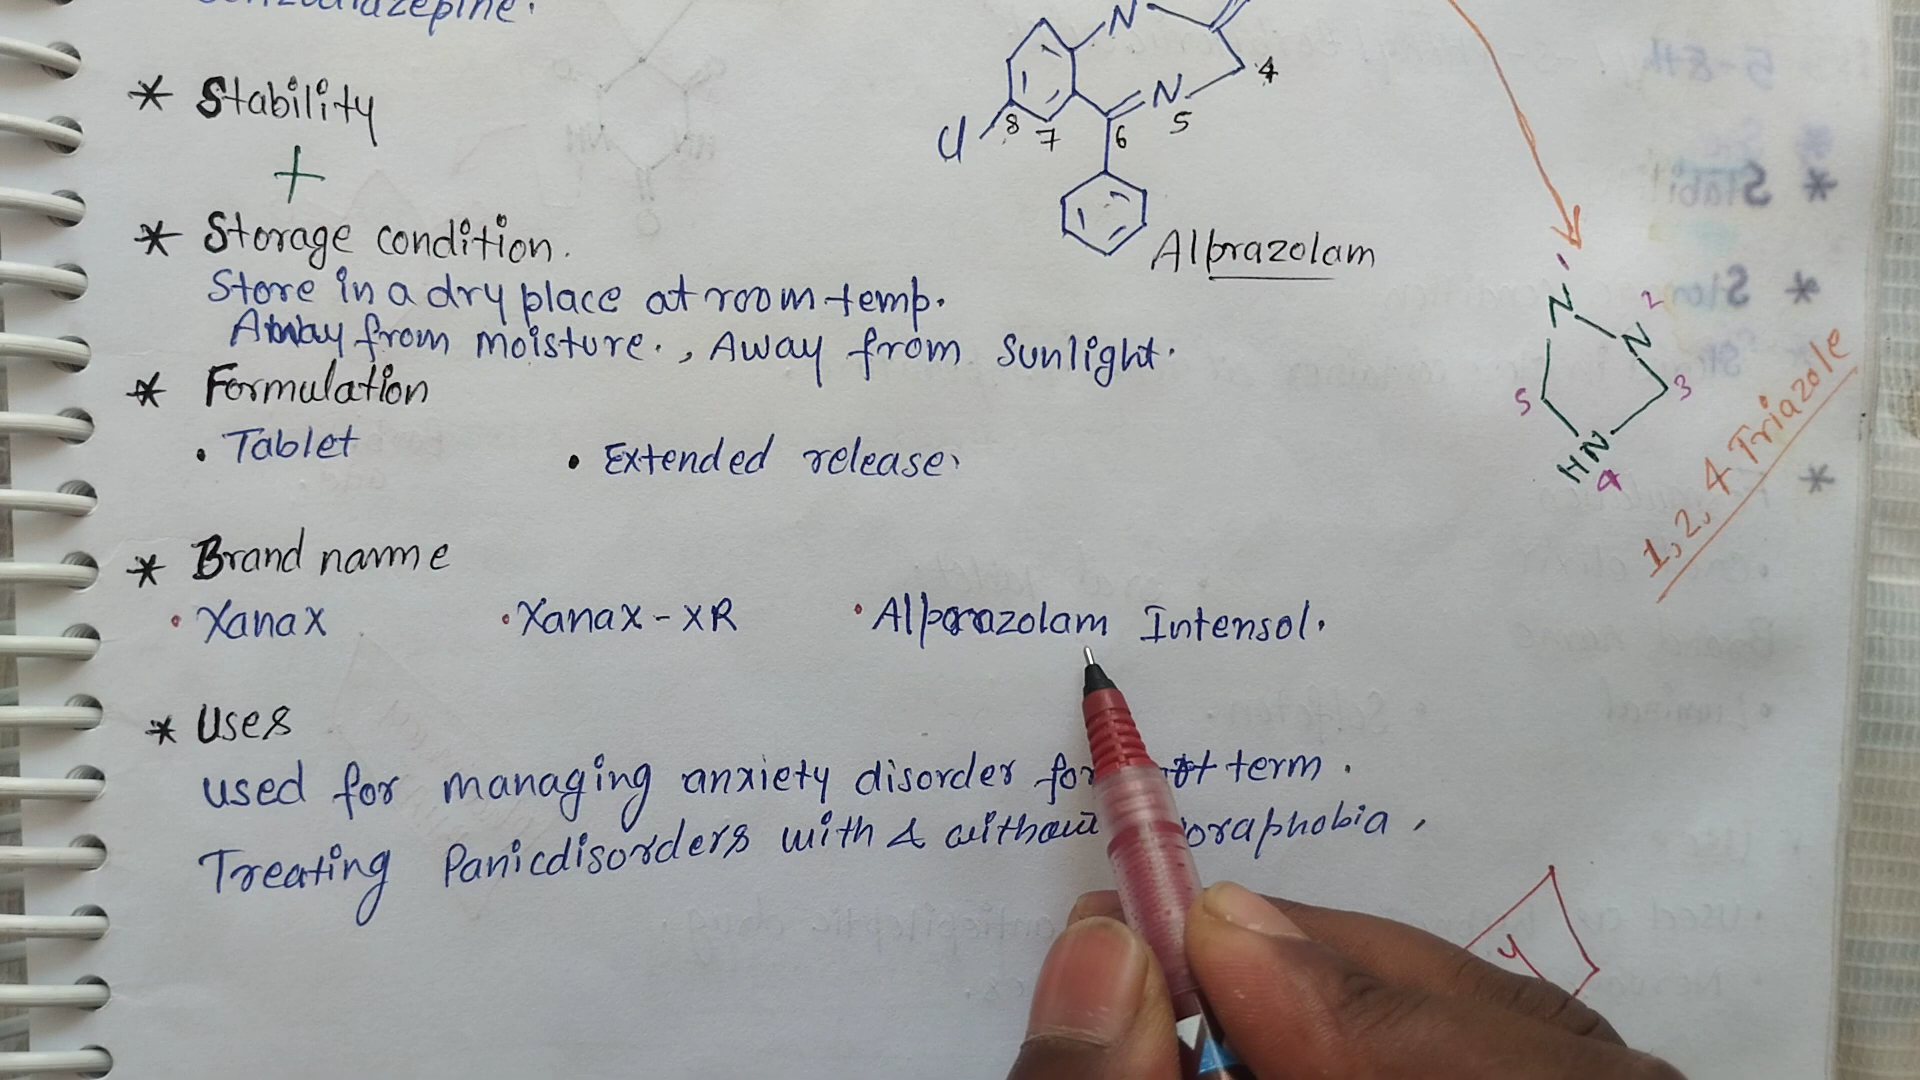 * Stability
+
* Storage condition.
Store in a dry place at room temp.
Away from moisture., Away from sunlight.
* Formulation
• Tablet • Extended release.
* Brand name
• Xanax • Xanax-XR • Alprazolam Intensol.
* Uses
used for managing anxiety disorder for term.
Treating Panicdisorders with & without
N
4
N
5
6
7
8
Cl
Alprazolam
N
2
N
3
5
HN
4
1,2,4 Triazole
4